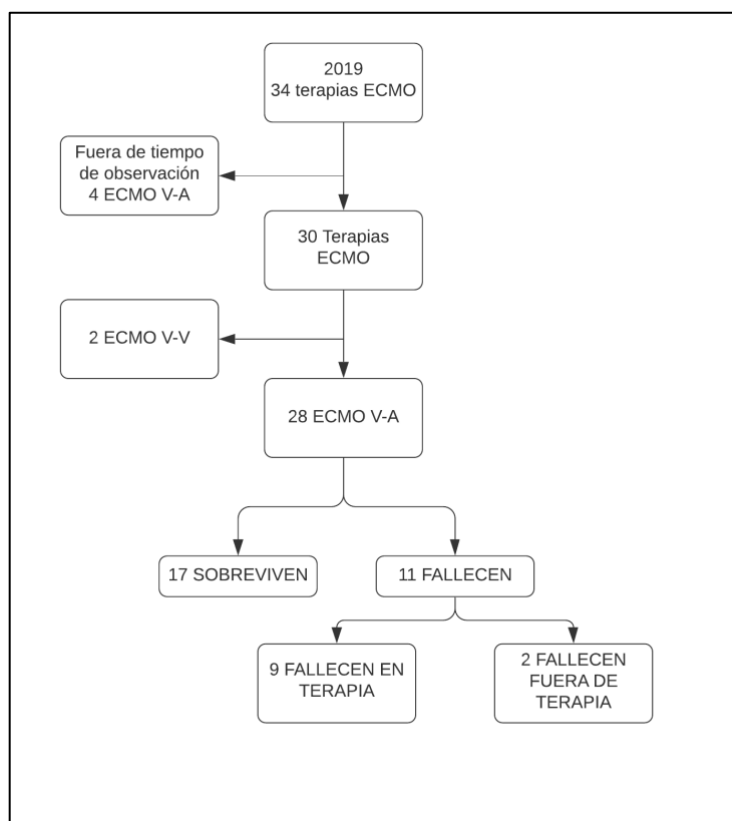 2019
34 terapias ECMO
Fuera de tiempo
de observación
4 ECMO V-A
30 Terapias
ECMO
2 ECMO V-V
28 ECMO V-A
17 SOBREVIVEN
11 FALLECEN
9 FALLECEN EN
TERAPIA
2 FALLECEN
FUERA DE
TERAPIA